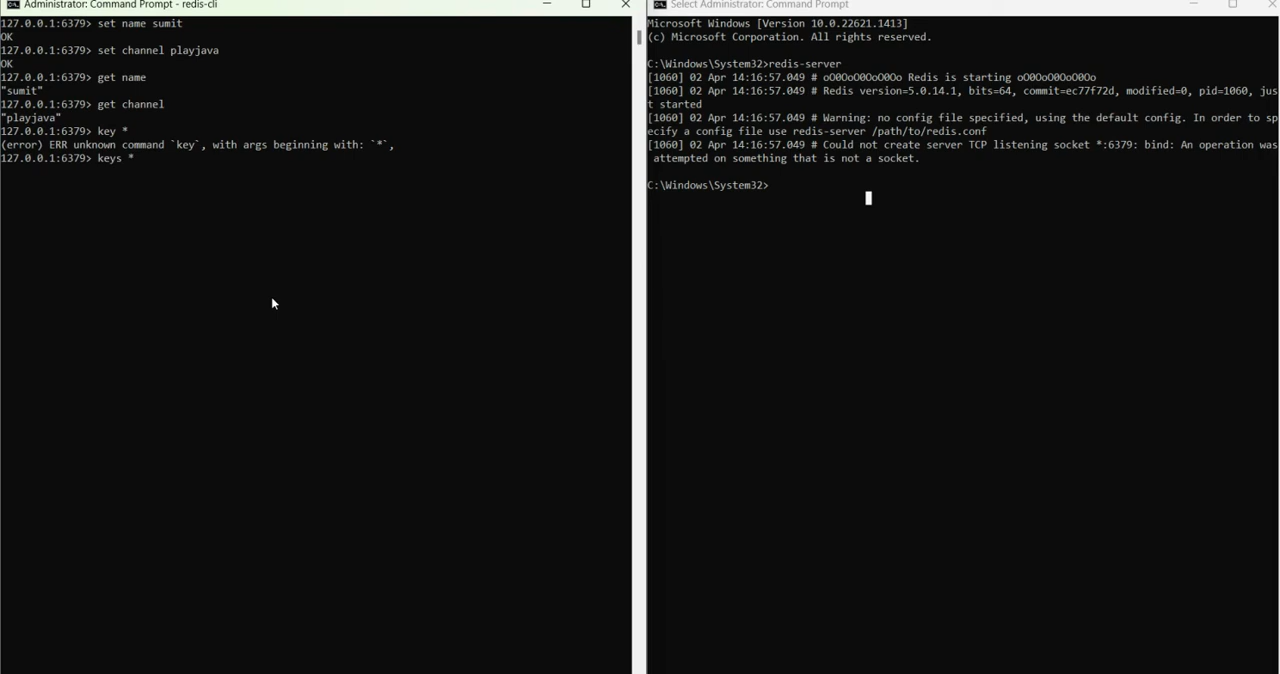 Administrator: Command Prompt - redis-cli
127.0.0.1:6379> set name sumit
OK
127.0.0.1:6379> set channel playjava
OK
127.0.0.1:6379> get name
"sumit"
127.0.0.1:6379> get channel
"playjava"
127.0.0.1:6379> key *
(error) ERR unknown command `key`, with args beginning with: `*`,
127.0.0.1:6379> keys *
Select Administrator: Command Prompt
Microsoft Windows [Version 10.0.22621.1413]
(c) Microsoft Corporation. All rights reserved.
C:\Windows\System32>redis-server
[1060] 02 Apr 14:16:57.049 # oO0OoO0OoO0Oo Redis is starting oO0OoO0OoO0Oo
[1060] 02 Apr 14:16:57.049 # Redis version=5.0.14.1, bits=64, commit=ec77f72d, modified=0, pid=1060, jus
t started
[1060] 02 Apr 14:16:57.049 # Warning: no config file specified, using the default config. In order to sp
ecify a config file use redis-server /path/to/redis.conf
[1060] 02 Apr 14:16:57.049 # Could not create server TCP listening socket *:6379: bind: An operation was
attempted on something that is not a socket.
C:\Windows\System32>